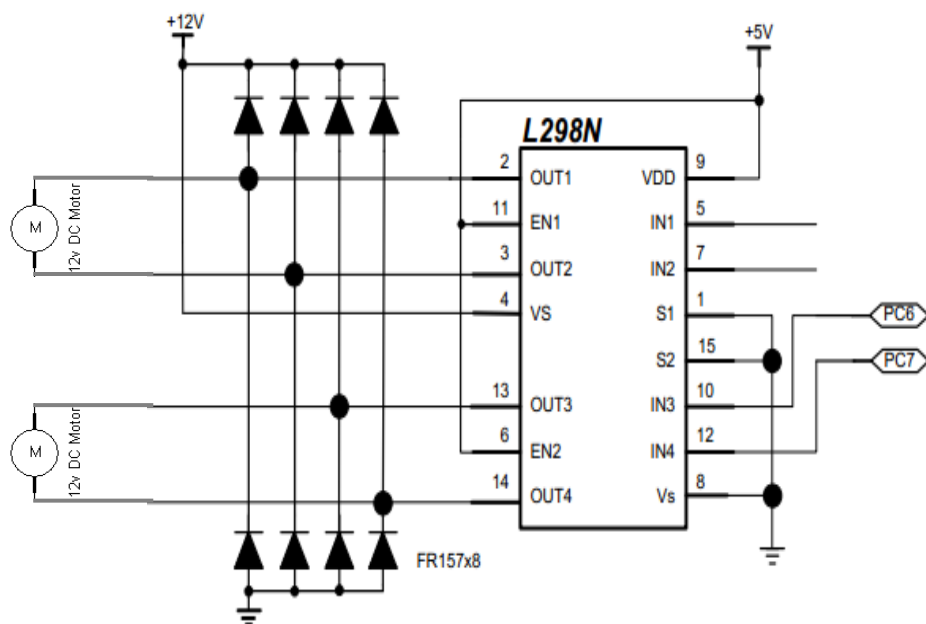 +12V
+5V
L298N
2 OUT1 VDD 9
11 EN1 IN1 5
3 OUT2 IN2 7
4 VS S1 1
S2 15
13 OUT3 IN3 10
6 EN2 IN4 12
14 OUT4 Vs 8
M
12v DC Motor
M
12v DC Motor
PC6
PC7
FR157x8